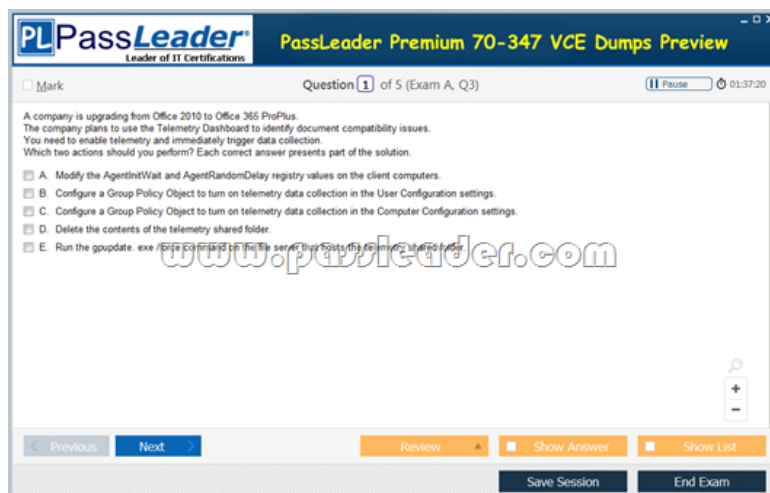 PL PassLeader®
Leader of IT Certifications
PassLeader Premium 70-347 VCE Dumps Preview
Mark
Question 1 of 5 (Exam A, Q3)
Pause
01:37:20
A company is upgrading from Office 2010 to Office 365 ProPlus.
The company plans to use the Telemetry Dashboard to identify document compatibility issues.
You need to enable telemetry and immediately trigger data collection.
Which two actions should you perform? Each correct answer presents part of the solution.
A. Modify the AgentInitWait and AgentRandomDelay registry values on the client computers.
B. Configure a Group Policy Object to turn on telemetry data collection in the User Configuration settings.
C. Configure a Group Policy Object to turn on telemetry data collection in the Computer Configuration settings.
D. Delete the contents of the telemetry shared folder.
E. Run the gpupdate. exe /force command on the file server that hosts the telemetry shared folder.
www.passleader.com
+
−
Previous
Next
Review
Show Answer
Show List
Save Session
End Exam